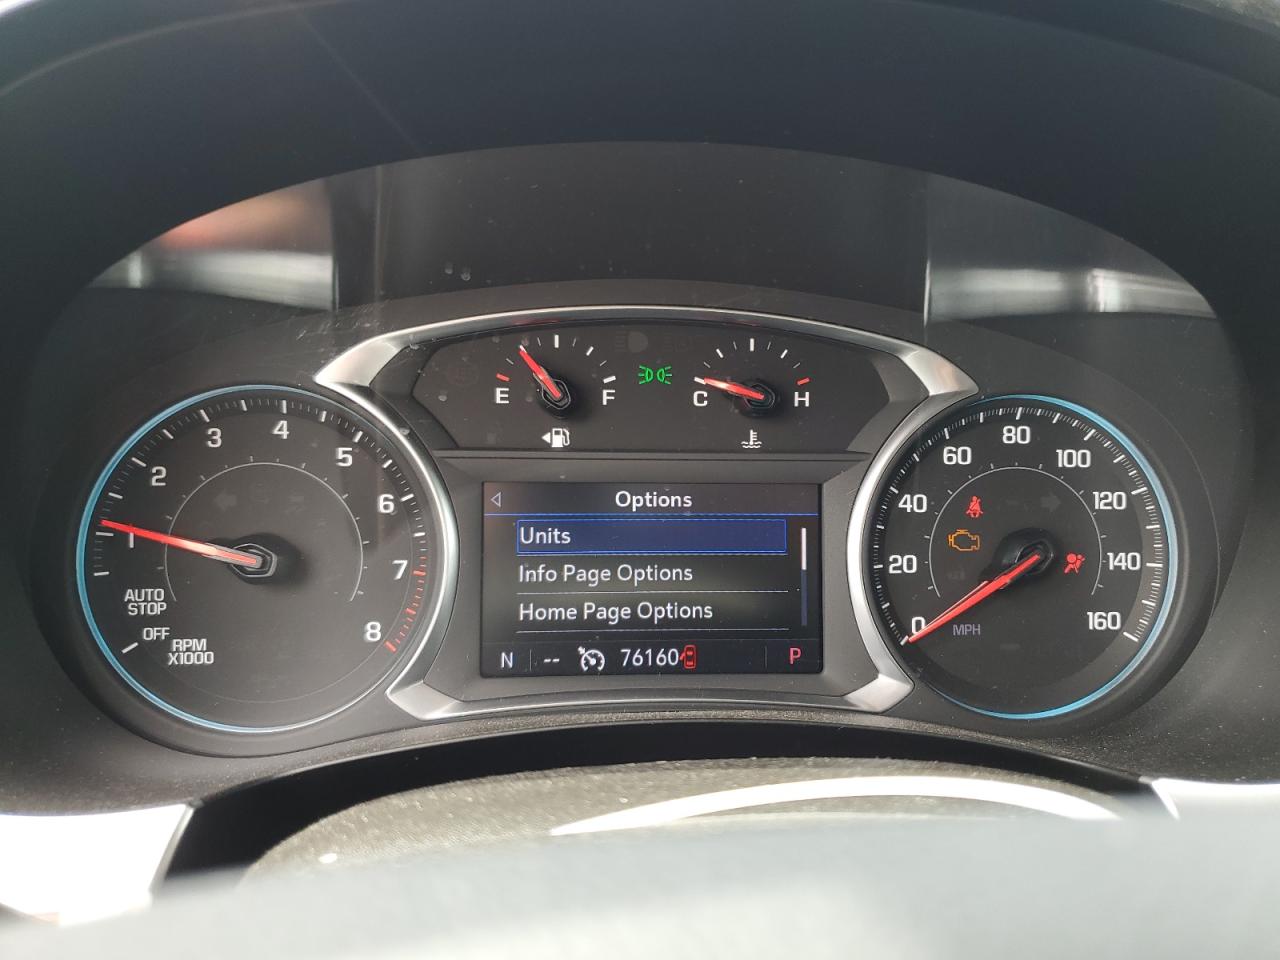 E F
C H
1
2
3
4
5
6
7
8
AUTO
STOP
OFF
RPM
X1000
Options
Units
Info Page Options
Home Page Options
N -- 76160 P
0
20
40
60
80
100
120
140
160
MPH